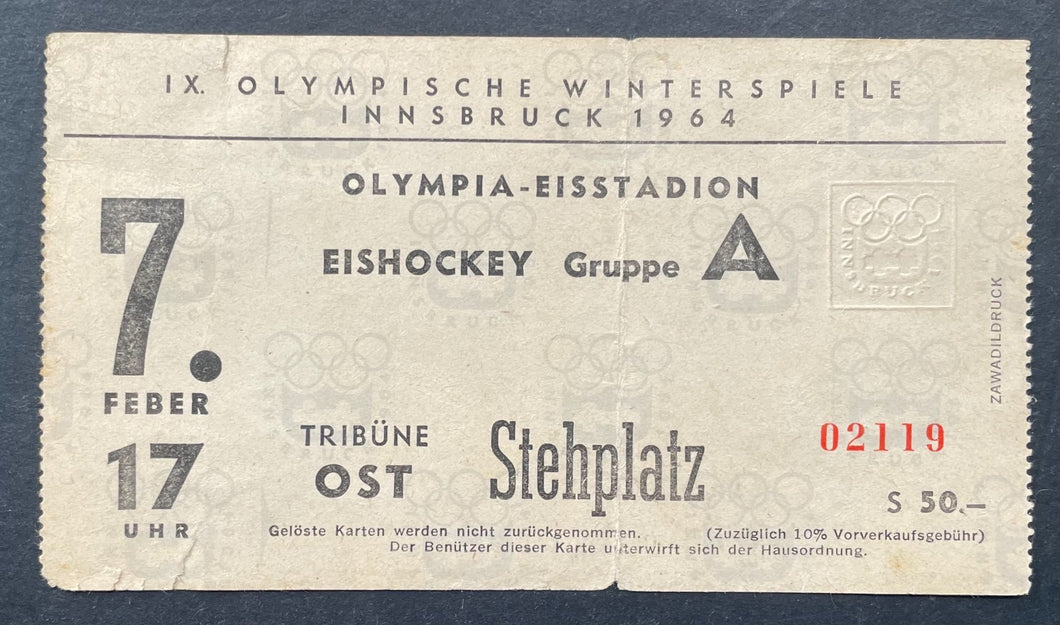 IX. OLYMPISCHE WINTERSPIELE
INNSBRUCK 1964
OLYMPIA-EISSTADION
7.
FEBER
EISHOCKEY Gruppe A
INNSBRUCK
ZAWADILDRUCK
17
UHR
TRIBÜNE
OST
Stehplatz
02119
S 50.—
Gelöste Karten werden nicht zurückgenommen. (Zuzüglich 10% Vorverkaufsgebühr)
Der Benützer dieser Karte unterwirft sich der Hausordnung.